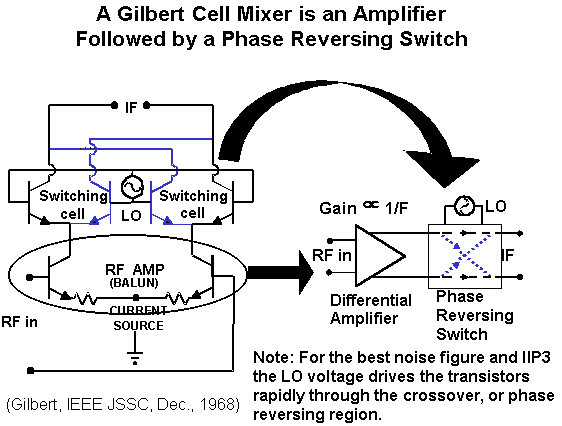 A Gilbert Cell Mixer is an Amplifier
Followed by a Phase Reversing Switch
IF
Switching
cell
LO
Switching
cell
RF AMP
(BALUN)
CURRENT
SOURCE
RF in
(Gilbert, IEEE JSSC, Dec., 1968)
Gain ∝ 1/F
LO
RF in
IF
Differential
Amplifier
Phase
Reversing
Switch
Note: For the best noise figure and IIP3
the LO voltage drives the transistors
rapidly through the crossover, or phase
reversing region.